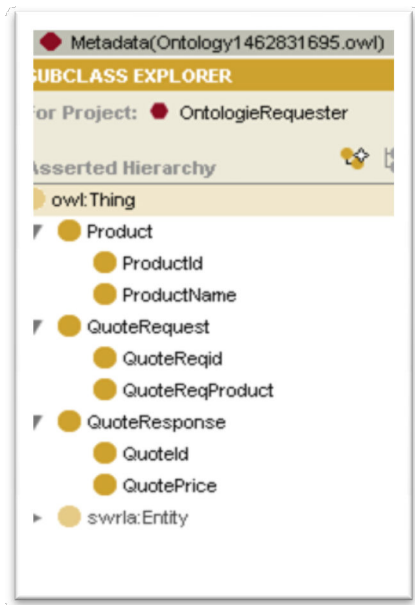 Metadata(Ontology1462831695.owl)
SUBCLASS EXPLORER
For Project: OntologieRequester
Asserted Hierarchy
owl:Thing
Product
ProductId
ProductName
QuoteRequest
QuoteReqid
QuoteReqProduct
QuoteResponse
QuoteId
QuotePrice
swrla:Entity